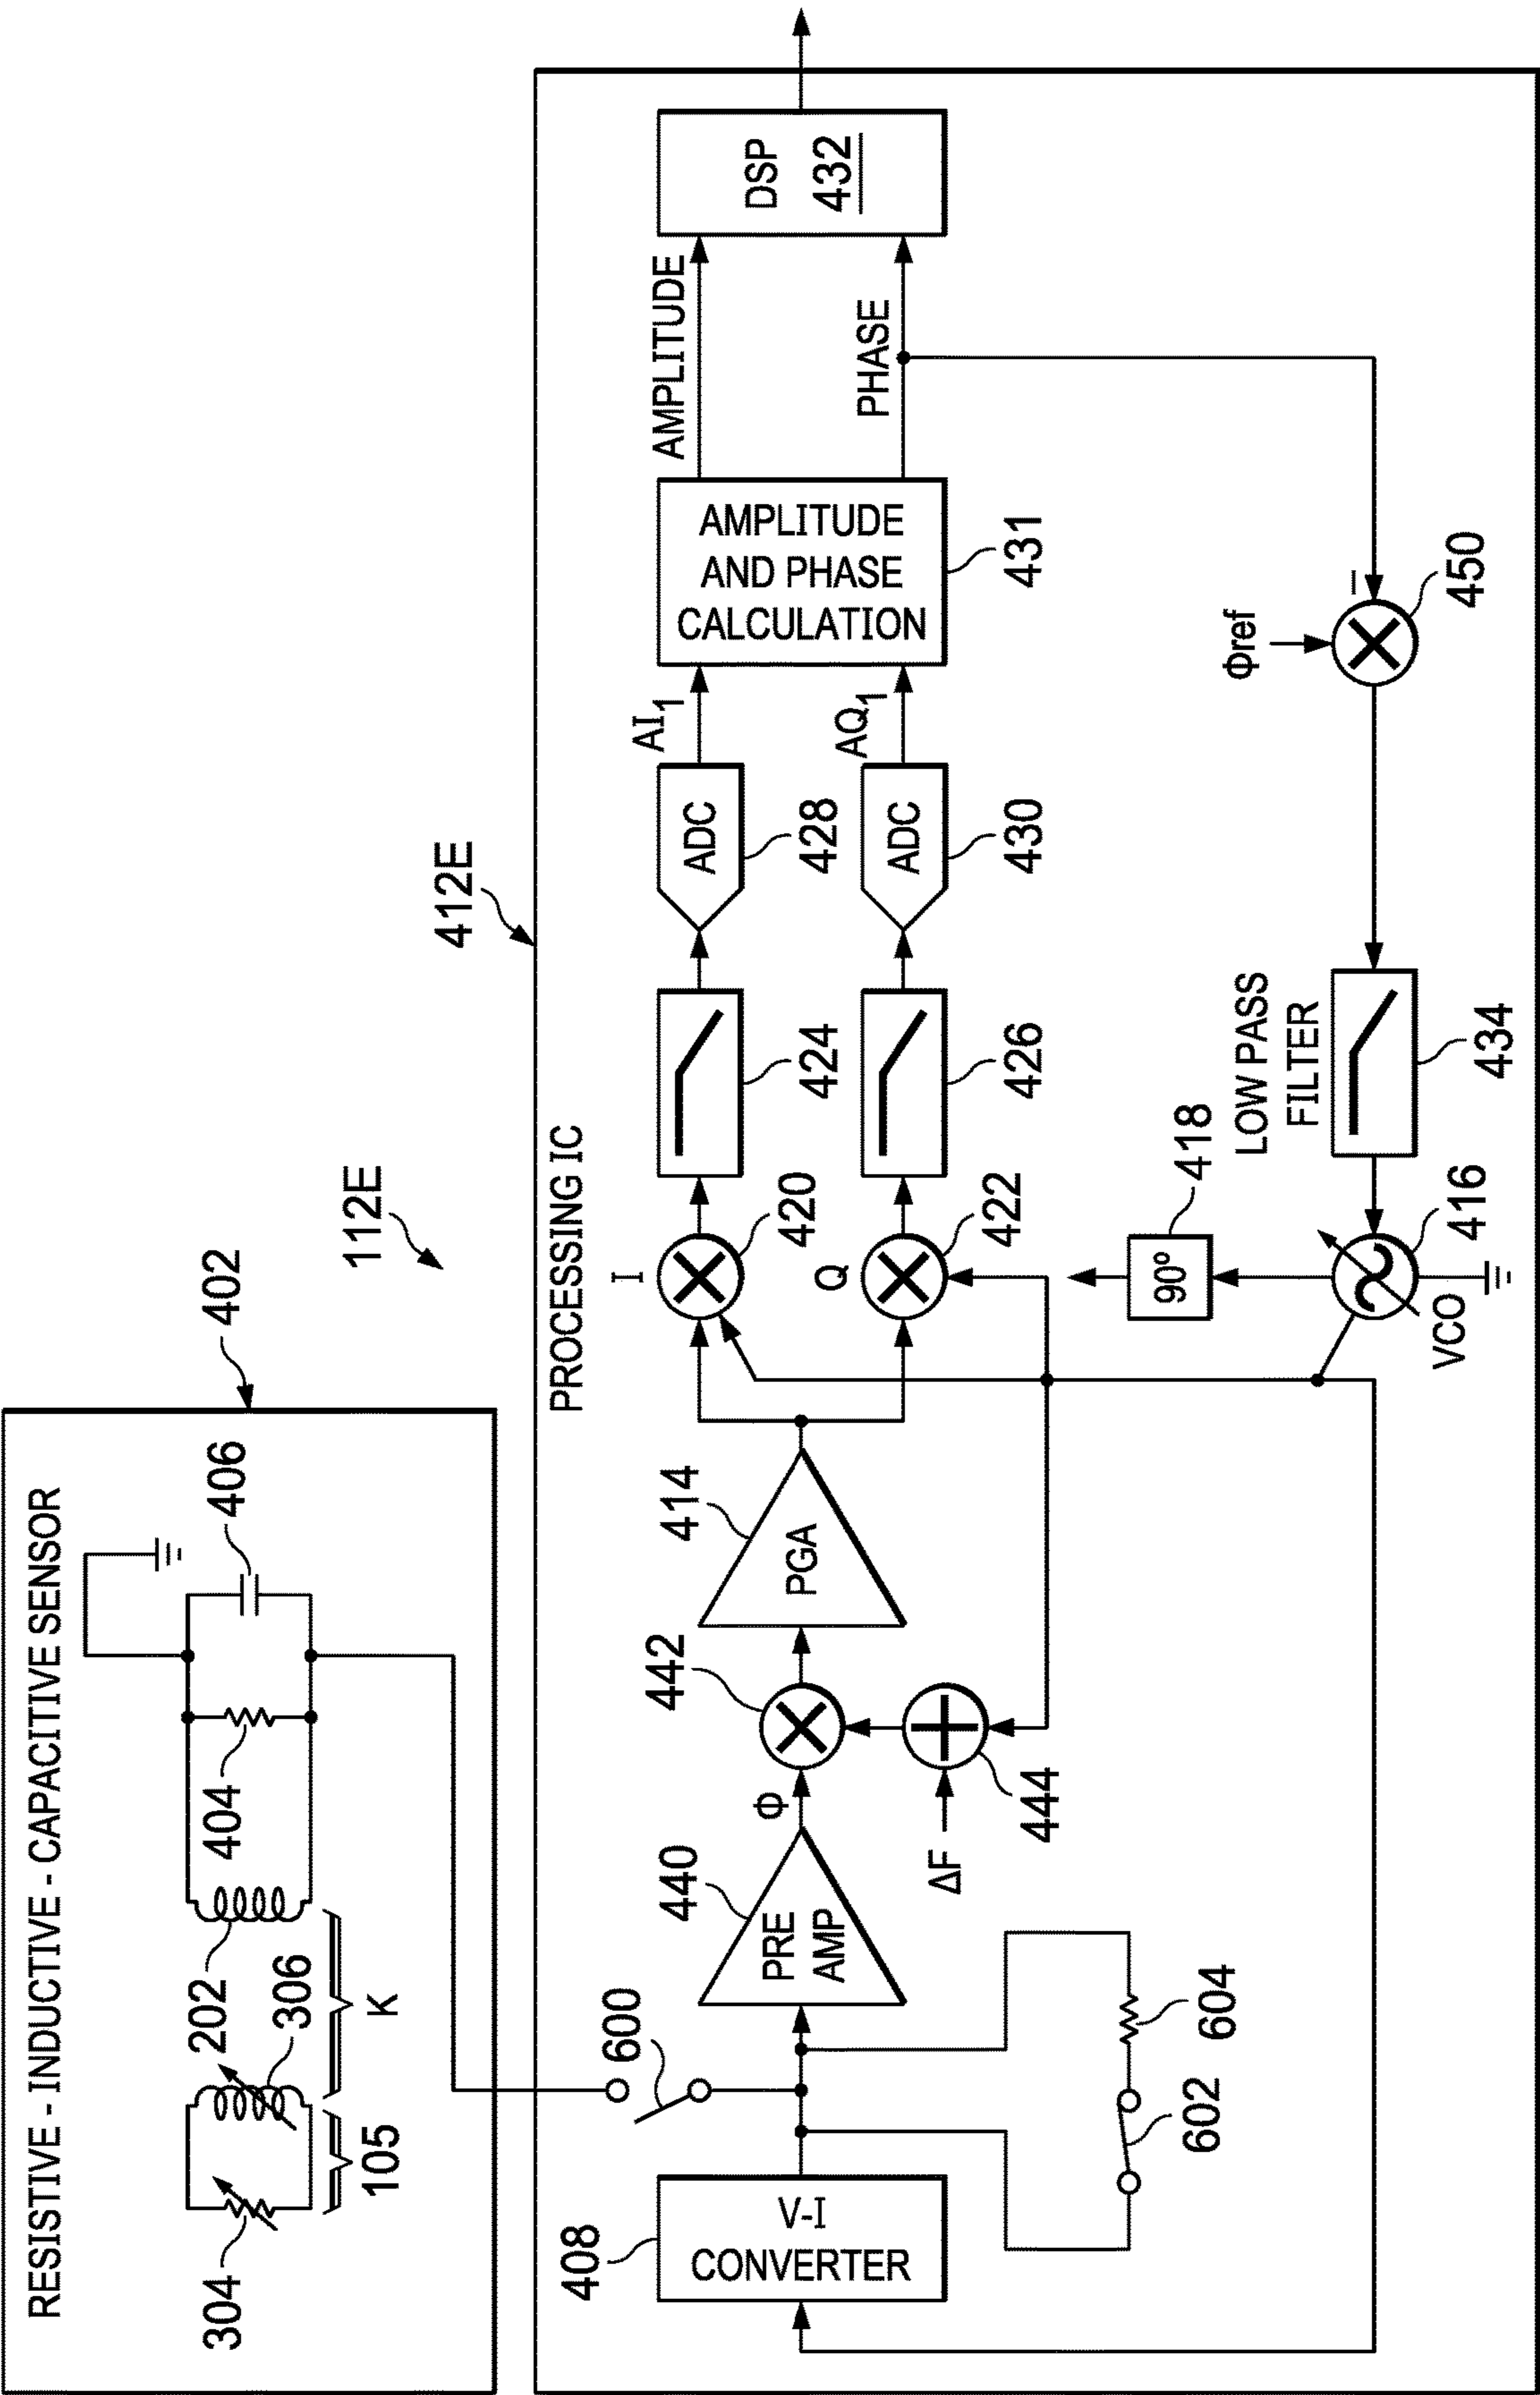 RESISTIVE - INDUCTIVE - CAPACITIVE SENSOR
402
304
105
306
202
K
404
406
112E
412E
PROCESSING IC
408
V-I
CONVERTER
600
602
604
440
PRE
AMP
Φ
442
ΔF
444
414
PGA
I
420
Q
422
424
426
ADC
428
ADC
430
AI1
AQ1
AMPLITUDE
AND PHASE
CALCULATION
431
AMPLITUDE
PHASE
DSP
432
VCO
416
90º
418
LOW PASS
FILTER
434
Φref
–
450